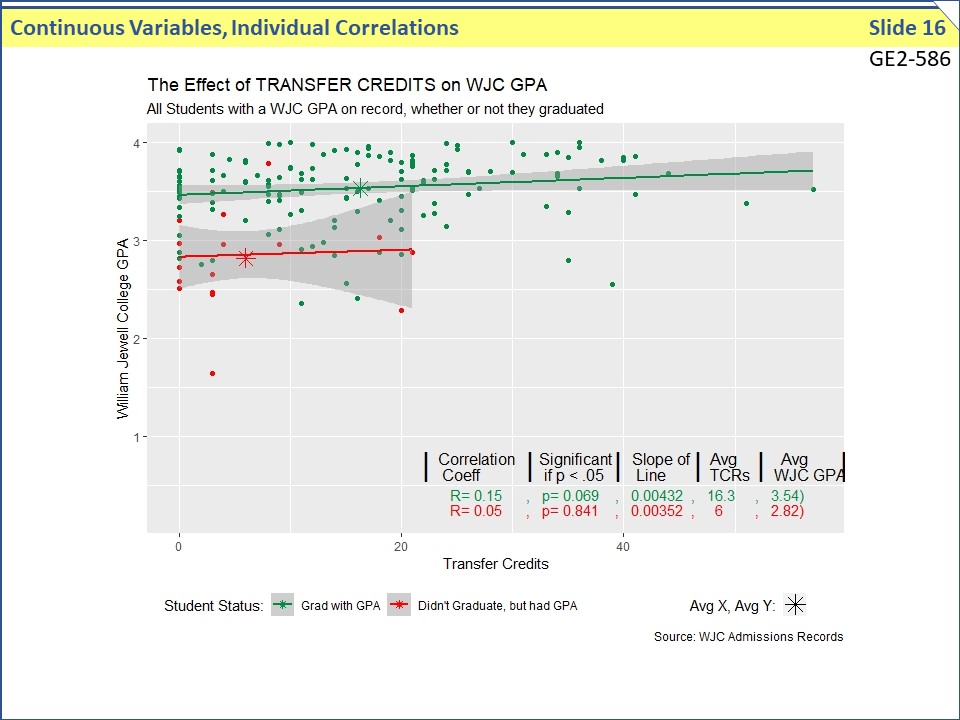 Continuous Variables, Individual Correlations
Slide 16
GE2-586
The Effect of TRANSFER CREDITS on WJC GPA
All Students with a WJC GPA on record, whether or not they graduated
William Jewell College GPA
4
3
2
1
| Correlation | Significant | Slope of | Avg | Avg |
Coeff if p < .05 Line TCRs WJC GPA
R= 0.15 , p= 0.069 , 0.00432 , 16.3 , 3.54)
R= 0.05 , p= 0.841 , 0.00352 , 6 , 2.82)
0 20 40
Transfer Credits
Student Status: Grad with GPA Didn't Graduate, but had GPA Avg X, Avg Y:
Source: WJC Admissions Records